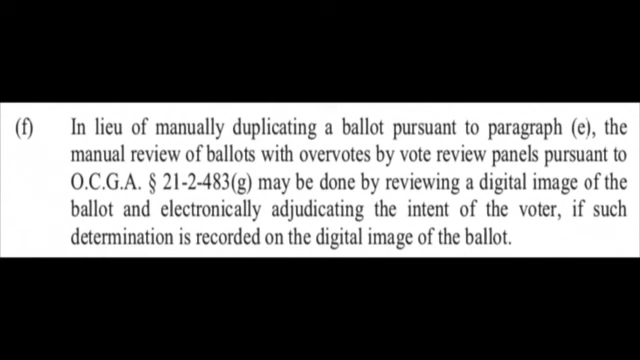 (f) In lieu of manually duplicating a ballot pursuant to paragraph (e), the
manual review of ballots with overvotes by vote review panels pursuant to
O.C.G.A. § 21-2-483(g) may be done by reviewing a digital image of the
ballot and electronically adjudicating the intent of the voter, if such
determination is recorded on the digital image of the ballot.